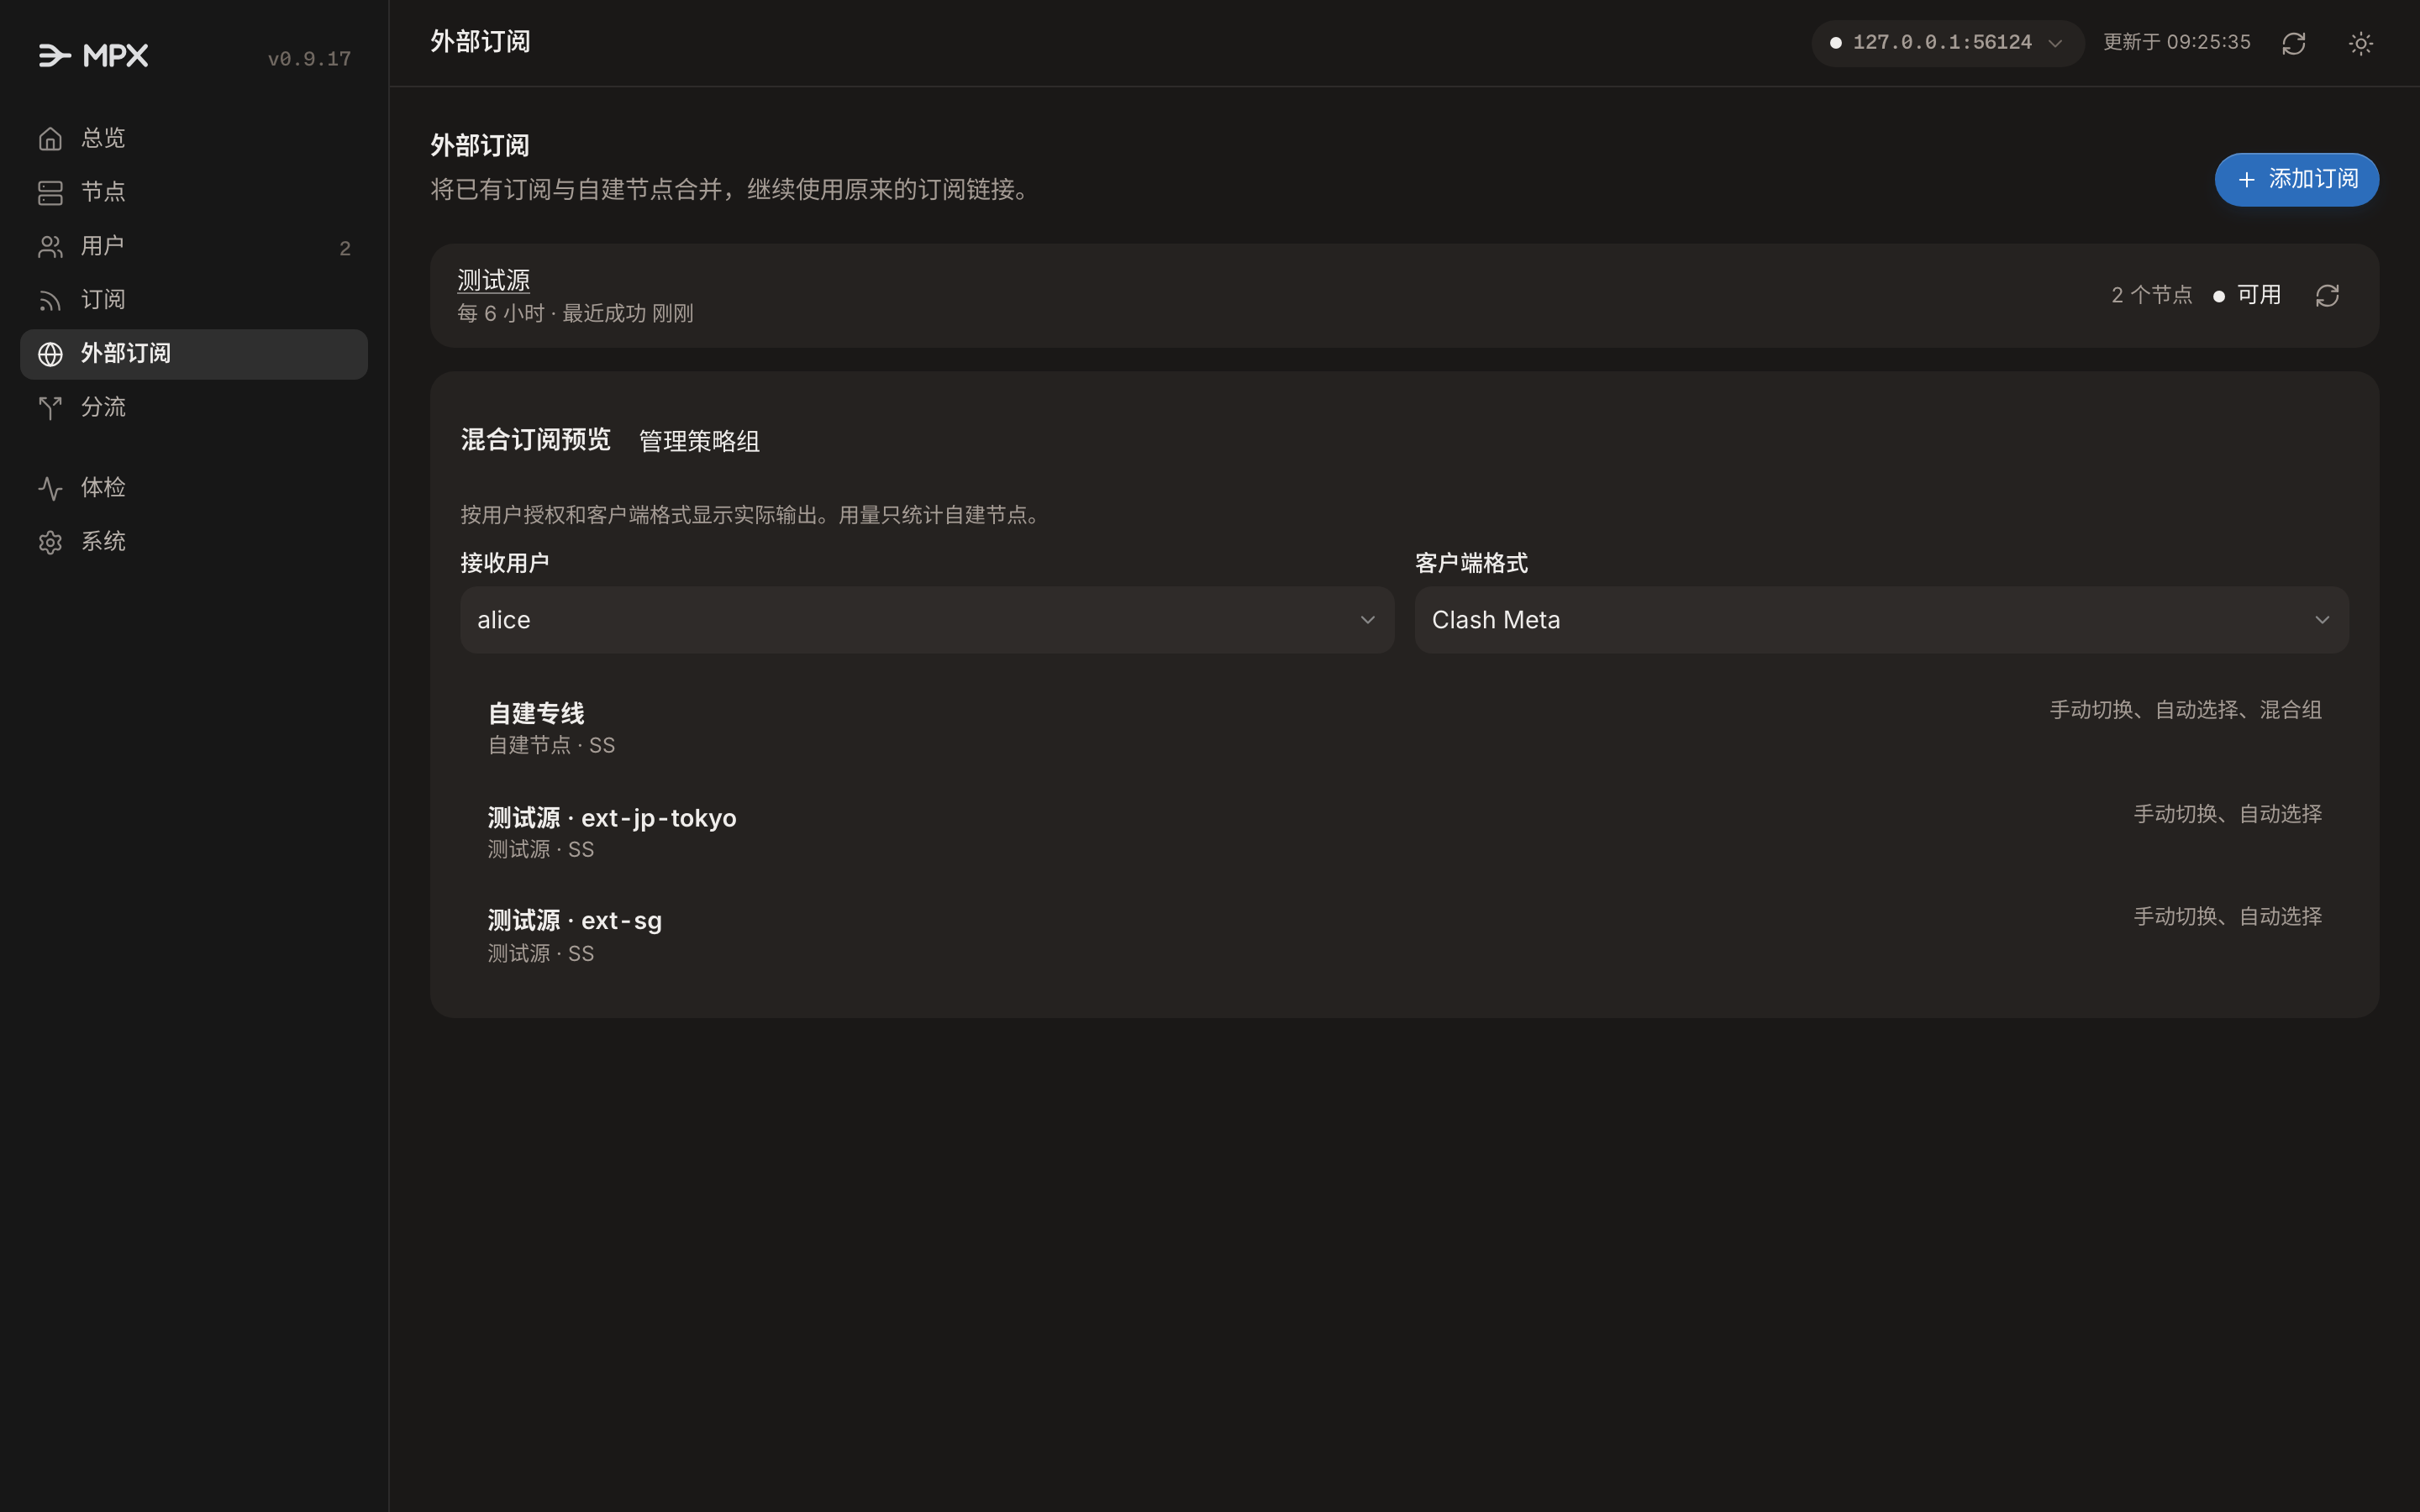 MPX
v0.9.17
总览
节点
用户 2
订阅
外部订阅
分流
体检
系统
外部订阅
127.0.0.1:56124
更新于 09:25:35
外部订阅
将已有订阅与自建节点合并，继续使用原来的订阅链接。
添加订阅
测试源
每 6 小时 · 最近成功 刚刚
2 个节点
可用
混合订阅预览 管理策略组
按用户授权和客户端格式显示实际输出。用量只统计自建节点。
接收用户
alice
客户端格式
Clash Meta
自建专线
自建节点 · SS
手动切换、自动选择、混合组
测试源 · ext-jp-tokyo
测试源 · SS
手动切换、自动选择
测试源 · ext-sg
测试源 · SS
手动切换、自动选择